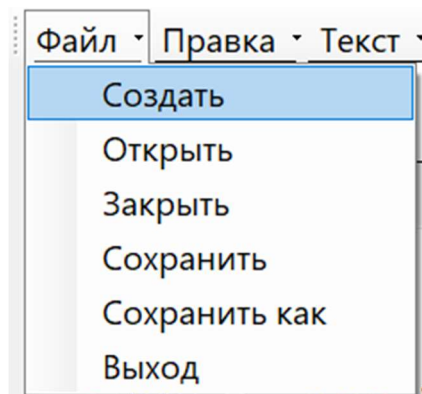 Файл Правка Текст
Создать
Открыть
Закрыть
Сохранить
Сохранить как
Выход